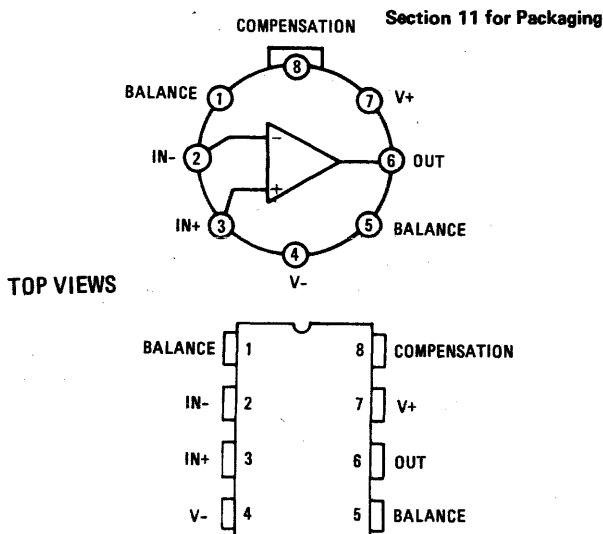 Section 11 for Packaging
COMPENSATION
8
BALANCE 1
7 V+
IN- 2
-
6 OUT
+
IN+ 3
5 BALANCE
4
V-
TOP VIEWS
BALANCE 1 8 COMPENSATION
IN- 2 7 V+
IN+ 3 6 OUT
V- 4 5 BALANCE